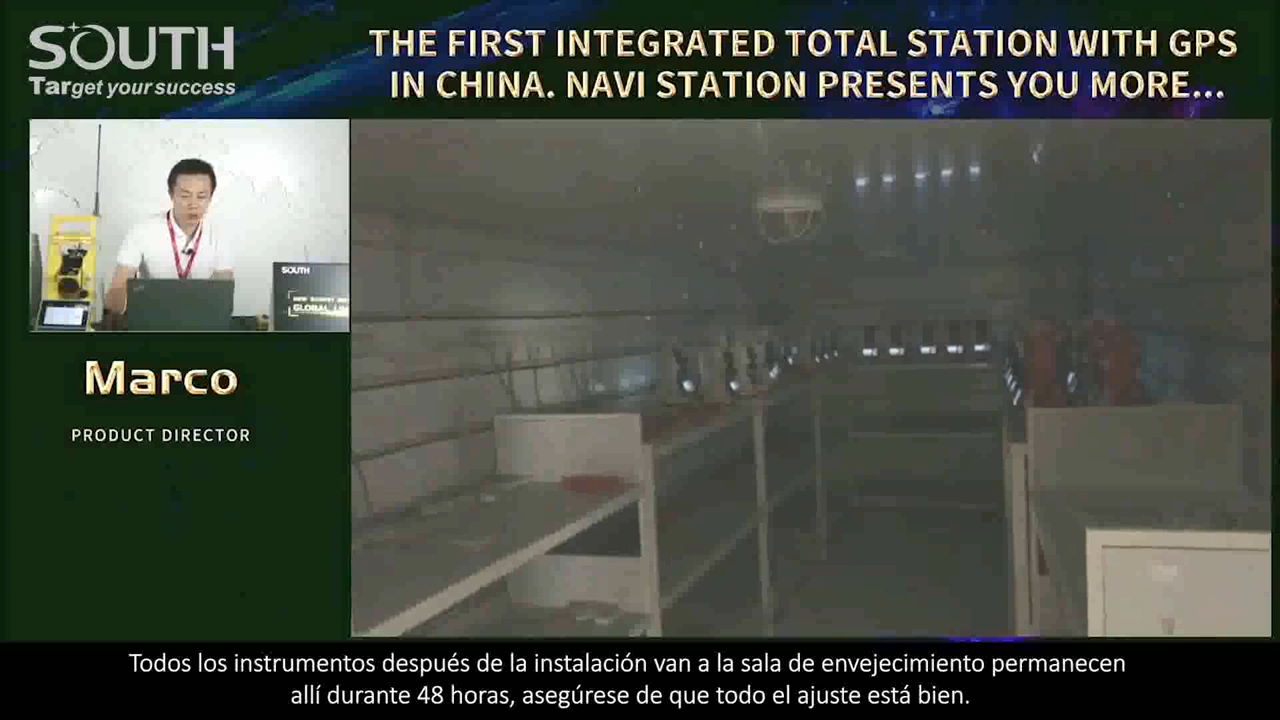 SOUTH
Target your success
THE FIRST INTEGRATED TOTAL STATION WITH GPS
IN CHINA. NAVI STATION PRESENTS YOU MORE...
SOUTH
Marco
PRODUCT DIRECTOR
Todos los instrumentos después de la instalación van a la sala de envejecimiento permanecen
allí durante 48 horas, asegúrese de que todo el ajuste está bien.